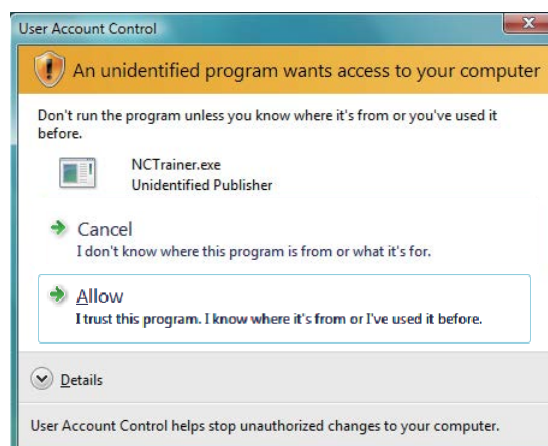 User Account Control
An unidentified program wants access to your computer
Don't run the program unless you know where it's from or you've used it
before.
NCTrainer.exe
Unidentified Publisher
Cancel
I don't know where this program is from or what it's for.
Allow
I trust this program. I know where it's from or I've used it before.
Details
User Account Control helps stop unauthorized changes to your computer.